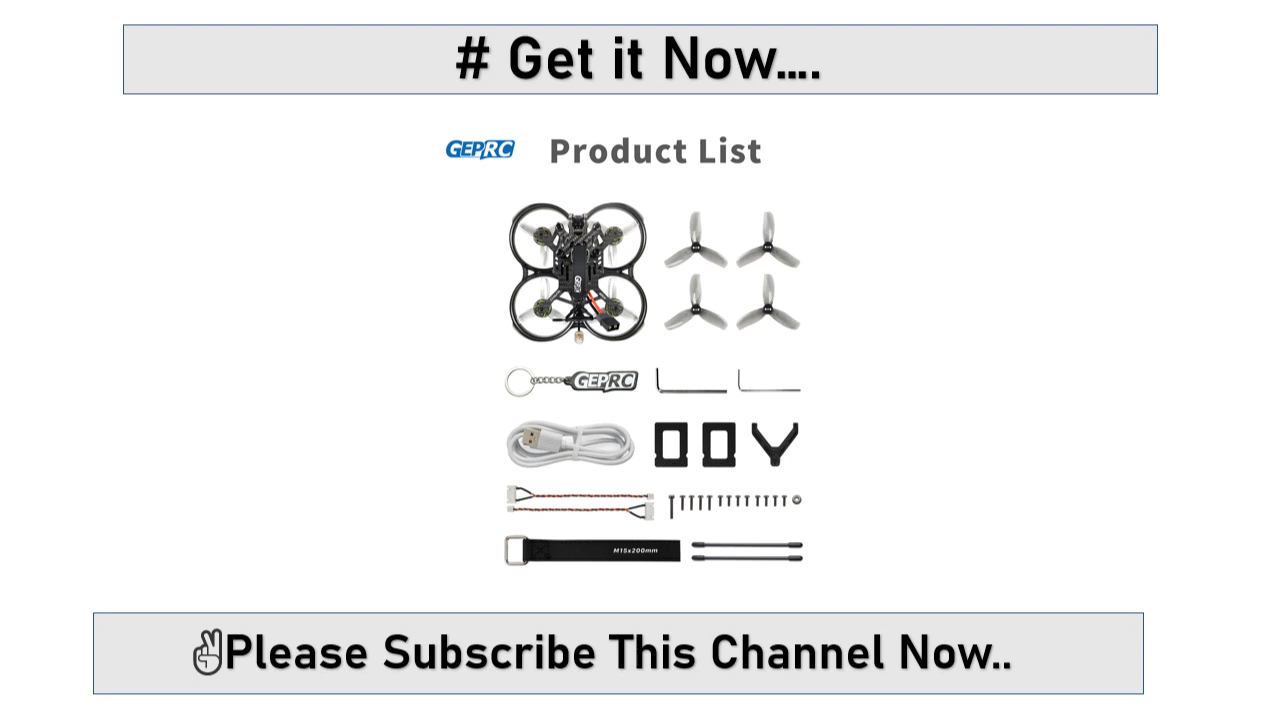 # Get it Now....
GEPRC Product List
GEPRC
M15x200mm
✌Please Subscribe This Channel Now..